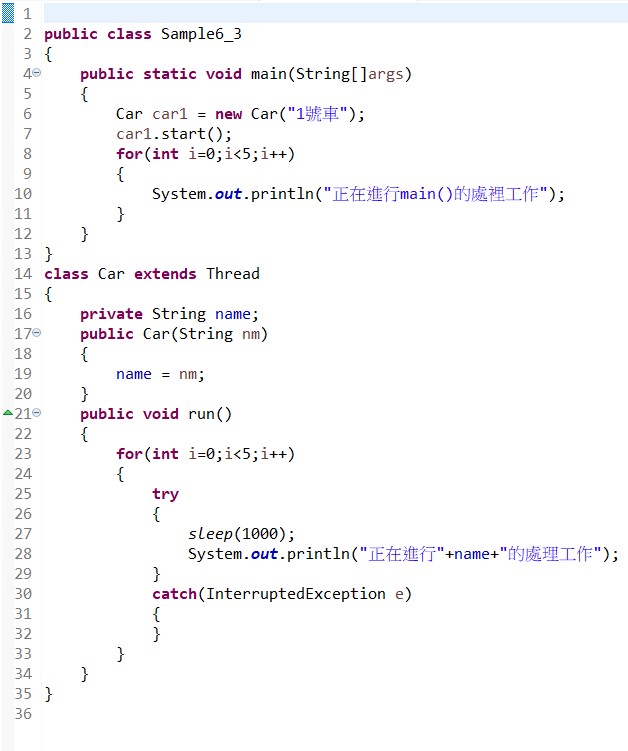 1
2 public class Sample6_3
3 {
4     public static void main(String[]args)
5     {
6         Car car1 = new Car("1號車");
7         car1.start();
8         for(int i=0;i<5;i++)
9         {
10             System.out.println("正在進行main()的處裡工作");
11         }
12     }
13 }
14 class Car extends Thread
15 {
16     private String name;
17     public Car(String nm)
18     {
19         name = nm;
20     }
21     public void run()
22     {
23         for(int i=0;i<5;i++)
24         {
25             try
26             {
27                 sleep(1000);
28                 System.out.println("正在進行"+name+"的處理工作");
29             }
30             catch(InterruptedException e)
31             {
32             }
33         }
34     }
35 }
36